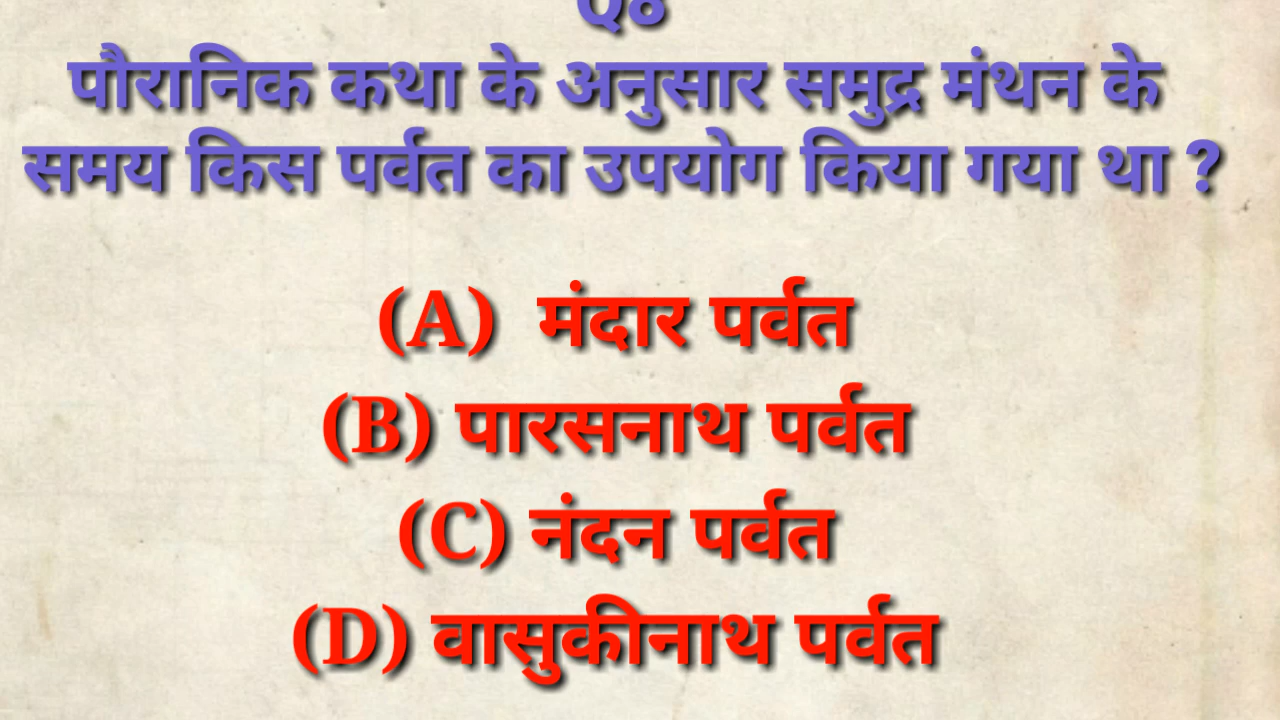 पौरानिक कथा के अनुसार समुद्र मंथन के
समय किस पर्वत का उपयोग किया गया था ?
(A) मंदार पर्वत
(B) पारसनाथ पर्वत
(C) नंदन पर्वत
(D) वासुकीनाथ पर्वत